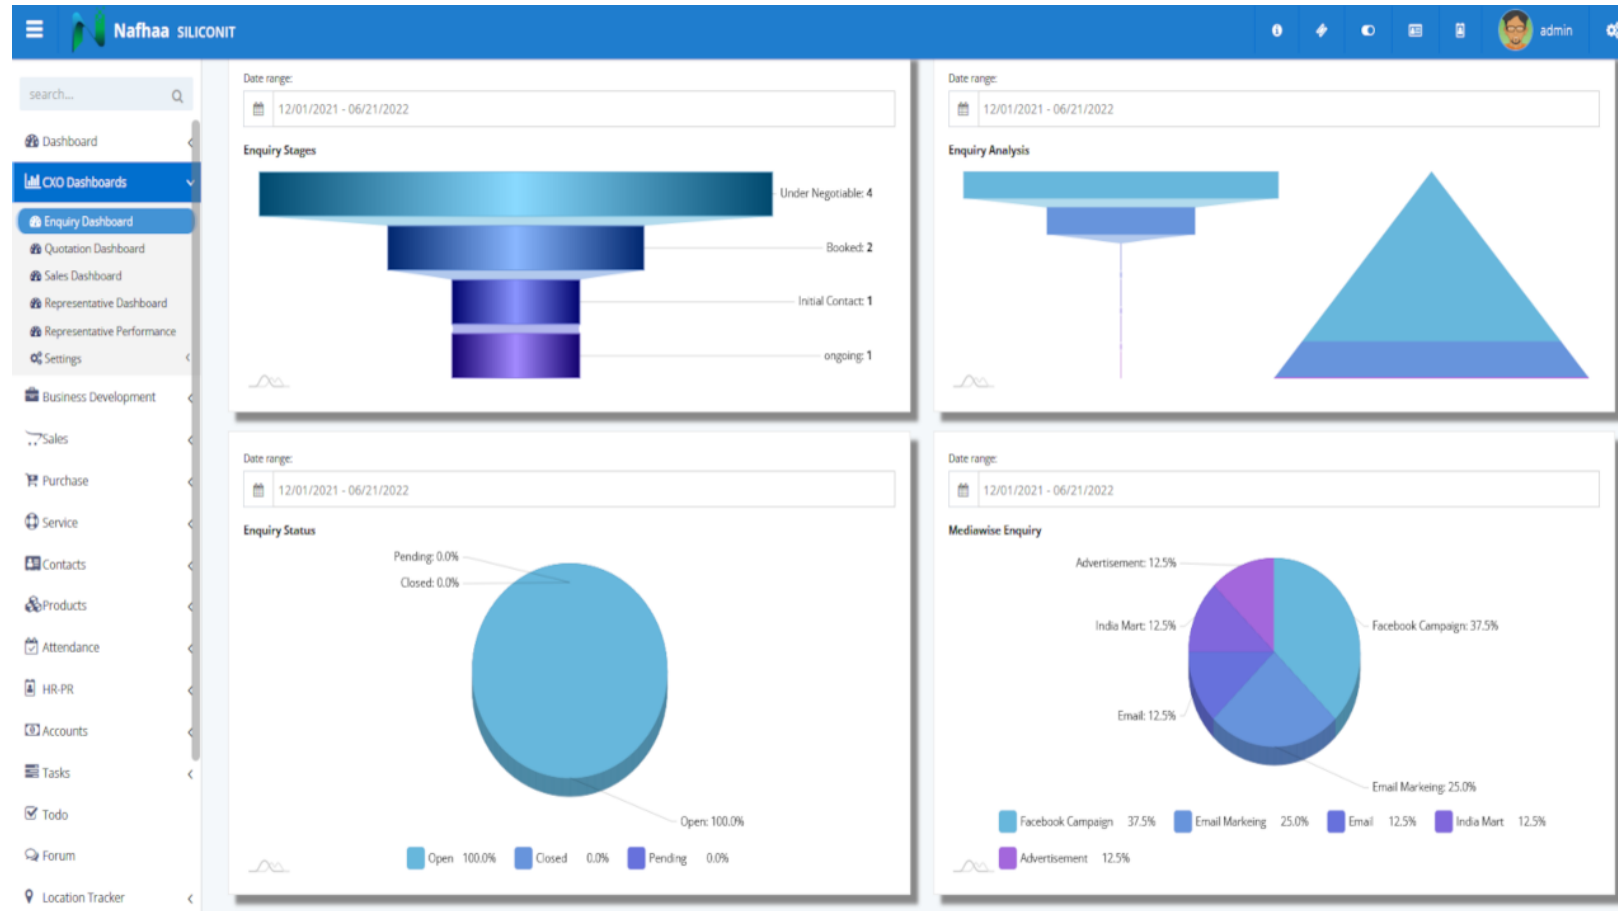 Nafhaa SILICONIT
admin
search...
Dashboard
CXO Dashboards
Enquiry Dashboard
Quotation Dashboard
Sales Dashboard
Representative Dashboard
Representative Performance
Settings
Business Development
Sales
Purchase
Service
Contacts
Products
Attendance
HR-PR
Accounts
Tasks
Todo
Forum
Location Tracker
Date range:
12/01/2021 - 06/21/2022
Enquiry Stages
Under Negotiable: 4
Booked: 2
Initial Contact: 1
ongoing: 1
Date range:
12/01/2021 - 06/21/2022
Enquiry Analysis
Date range:
12/01/2021 - 06/21/2022
Enquiry Status
Pending: 0.0%
Closed: 0.0%
Open: 100.0%
Open 100.0% Closed 0.0% Pending 0.0%
Date range:
12/01/2021 - 06/21/2022
Mediawise Enquiry
Advertisement: 12.5%
India Mart: 12.5%
Facebook Campaign: 37.5%
Email: 12.5%
Email Markeing: 25.0%
Facebook Campaign 37.5% Email Markeing 25.0% Email 12.5% India Mart 12.5%
Advertisement 12.5%